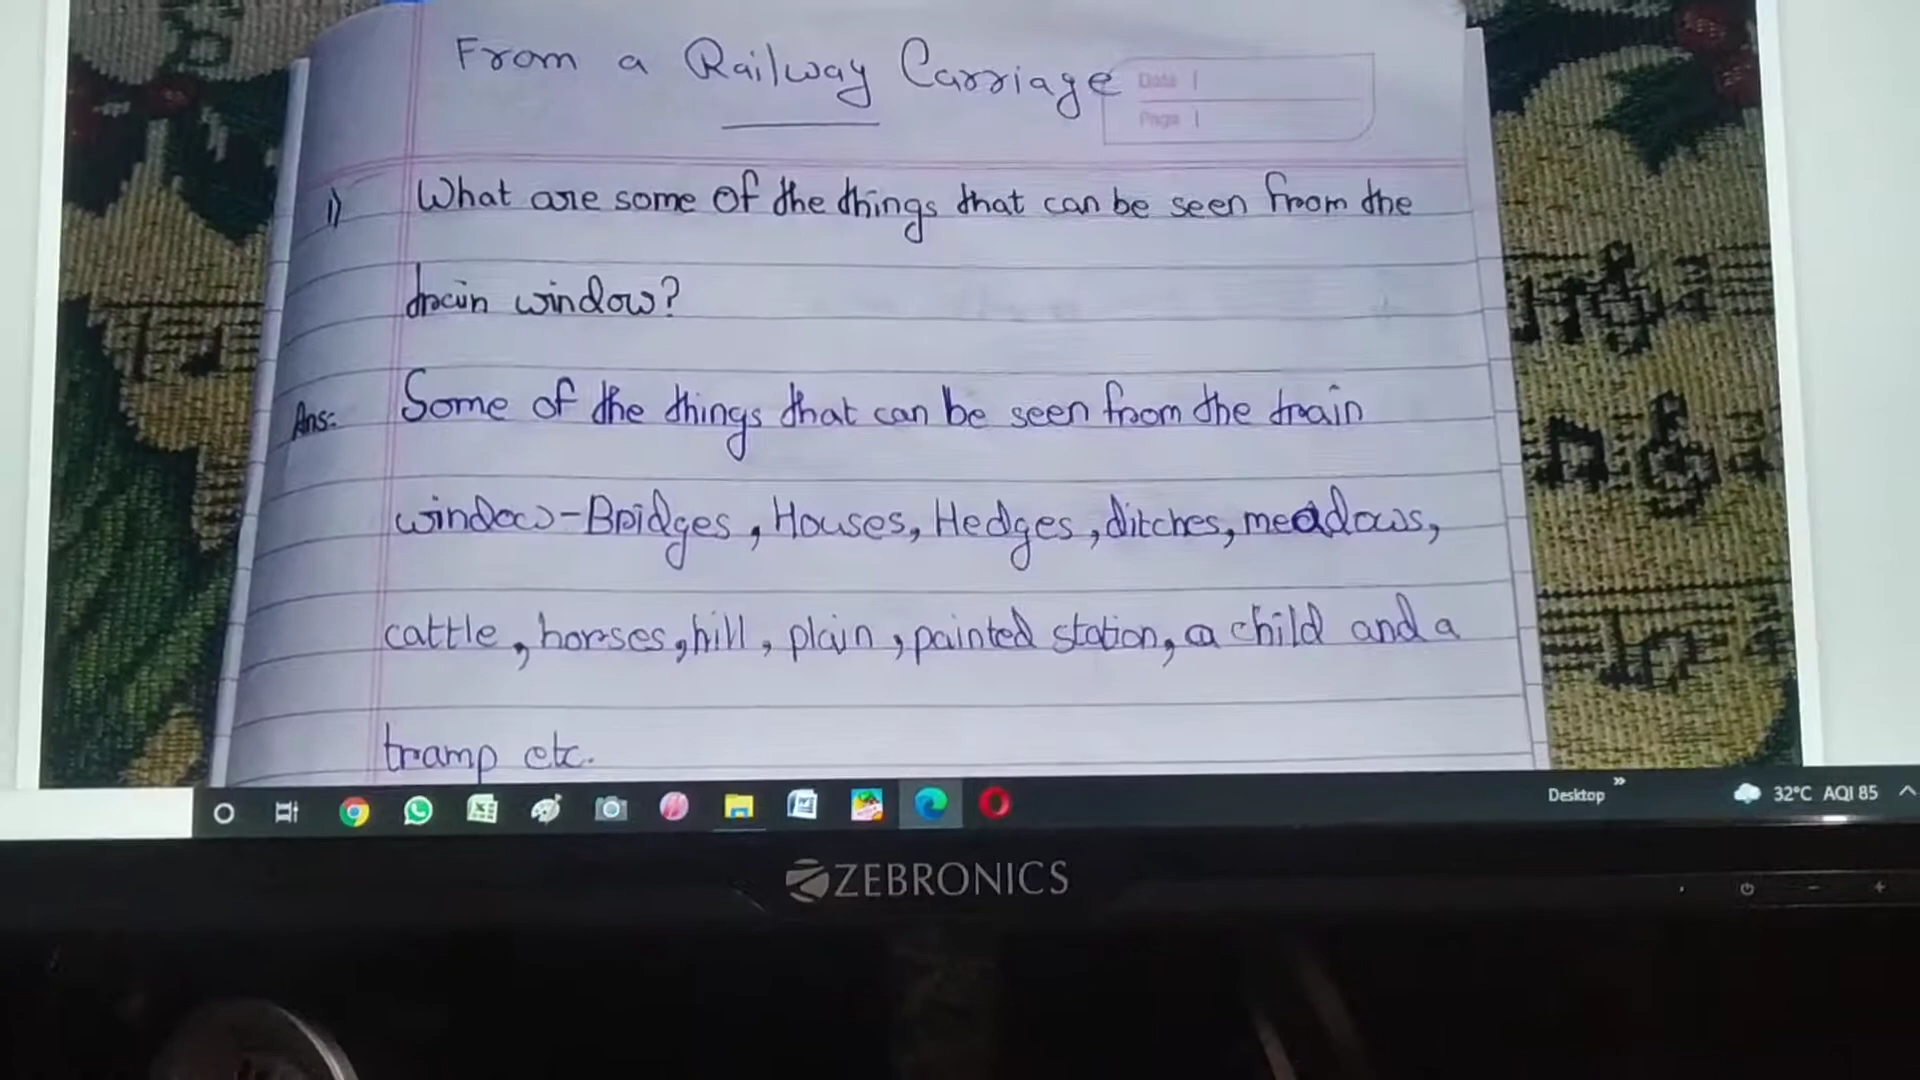 From a Railway Carriage
Date
Page
1) What are some of the things that can be seen from the
train window?
Ans:- Some of the things that can be seen from the train
window-Bridges, Houses, Hedges, ditches, meadows,
cattle, horses, hill, plain, painted station, a child and a
tramp etc.
Desktop
32°C AQI 85
ZEBRONICS